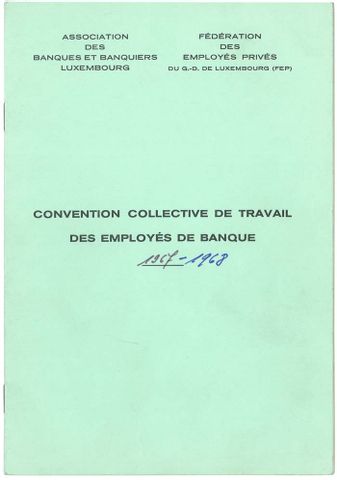 ASSOCIATION
DES
BANQUES ET BANQUIERS
LUXEMBOURG
FÉDÉRATION
DES
EMPLOYÉS PRIVÉS
DU G.-D. DE LUXEMBOURG (FEP)
CONVENTION COLLECTIVE DE TRAVAIL
DES EMPLOYÉS DE BANQUE
1967-1968